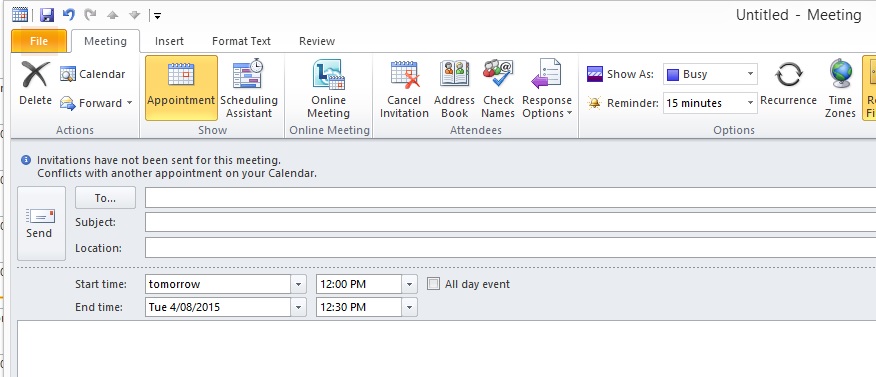 Untitled - Meeting
File Meeting Insert Format Text Review
Delete Calendar Forward Appointment Scheduling Assistant Online Meeting Cancel Invitation Address Book Check Names Response Options Show As: Busy Reminder: 15 minutes Recurrence Time Zones
Actions Show Online Meeting Attendees Options
Invitations have not been sent for this meeting.
Conflicts with another appointment on your Calendar.
Send
To...
Subject:
Location:
Start time: tomorrow 12:00 PM All day event
End time: Tue 4/08/2015 12:30 PM